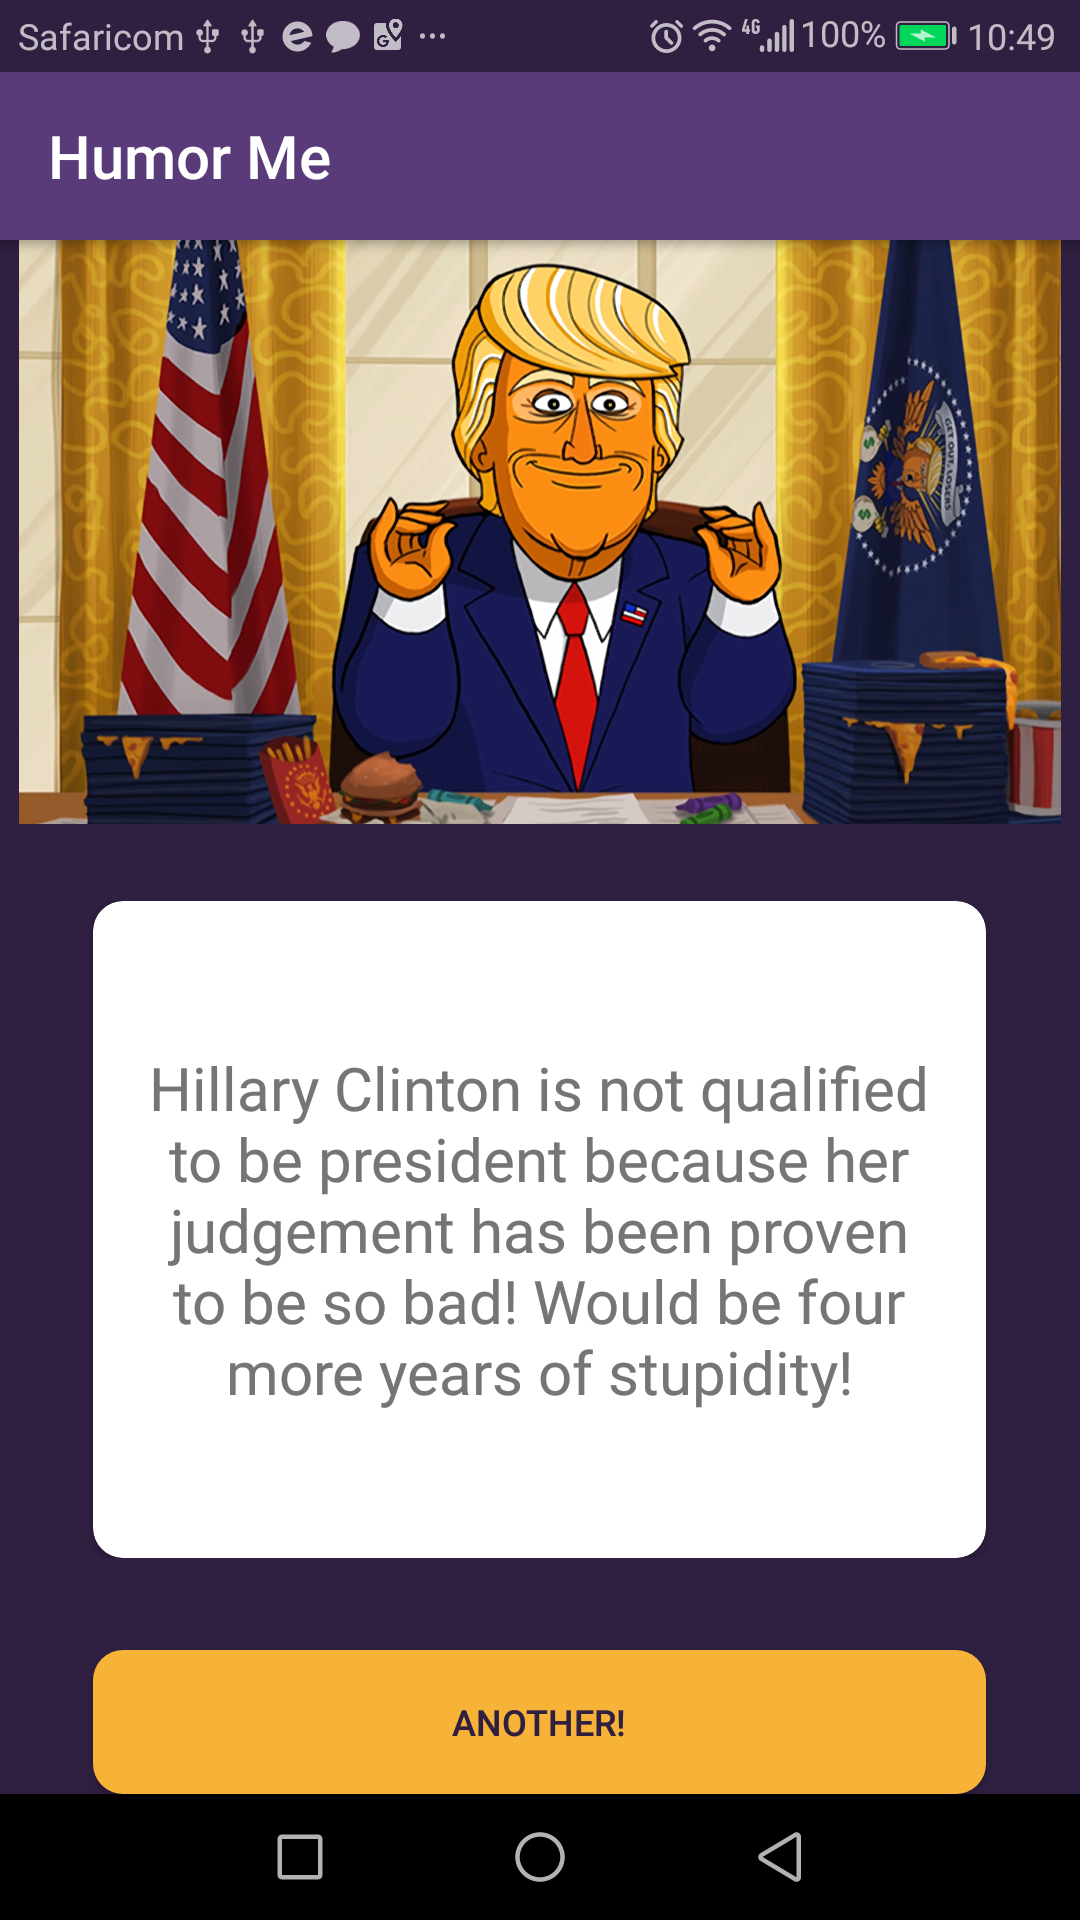 Safaricom 4G 100% 10:49
Humor Me
GET OUT, LOSERS
Hillary Clinton is not qualified
to be president because her
judgement has been proven
to be so bad! Would be four
more years of stupidity!
ANOTHER!